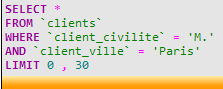 SELECT *
FROM `clients`
WHERE `client_civilite` = 'M.'
AND `client_ville` = 'Paris'
LIMIT 0 , 30